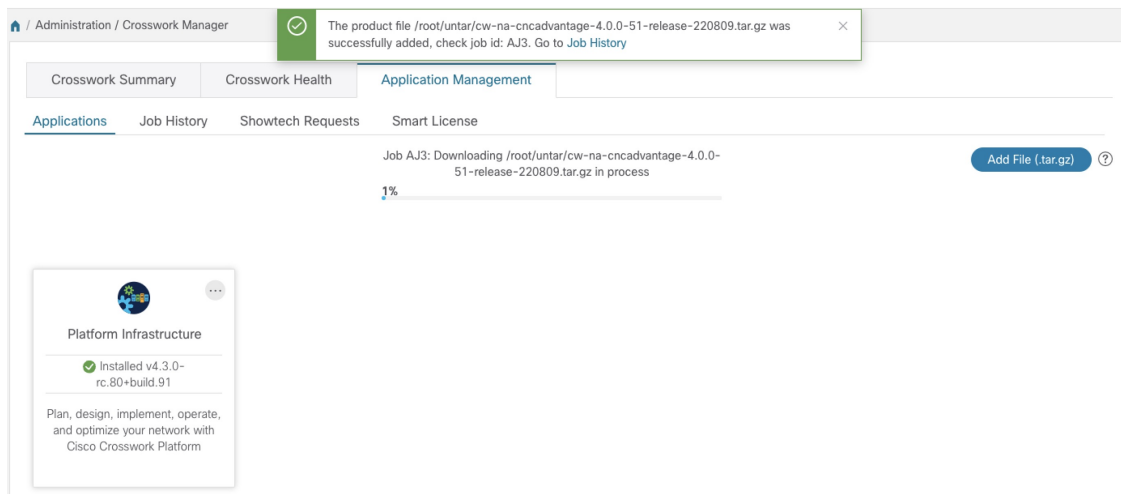 / Administration / Crosswork Manager
The product file /root/untar/cw-na-cncadvantage-4.0.0-51-release-220809.tar.gz was
successfully added, check job id: AJ3. Go to Job History
Crosswork Summary
Crosswork Health
Application Management
Applications
Job History
Showtech Requests
Smart License
Job AJ3: Downloading /root/untar/cw-na-cncadvantage-4.0.0-
51-release-220809.tar.gz in process
Add File (.tar.gz)
?
1%
...
Platform Infrastructure
Installed v4.3.0-
rc.80+build.91
Plan, design, implement, operate,
and optimize your network with
Cisco Crosswork Platform